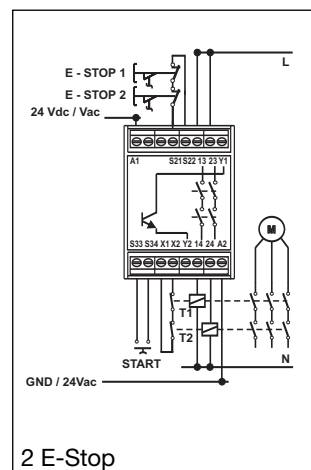 L
E - STOP 1
E - STOP 2
24 Vdc / Vac
A1 S21 S22 13 23 Y1
M
S33 S34 X1 X2 Y2 14 24 A2
T1
T2
START
N
GND / 24Vac
2 E-Stop